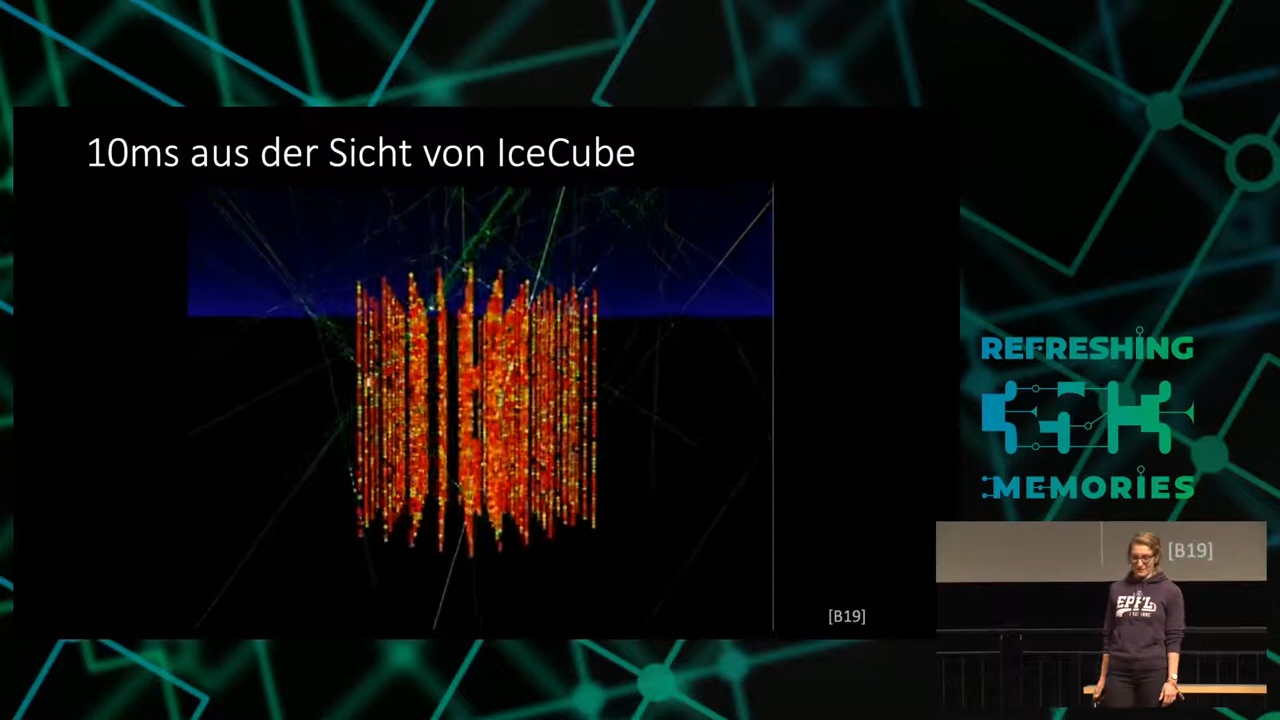 10ms aus der Sicht von IceCube
[B19]
REFRESHING
MEMORIES
[B19]
EPFL